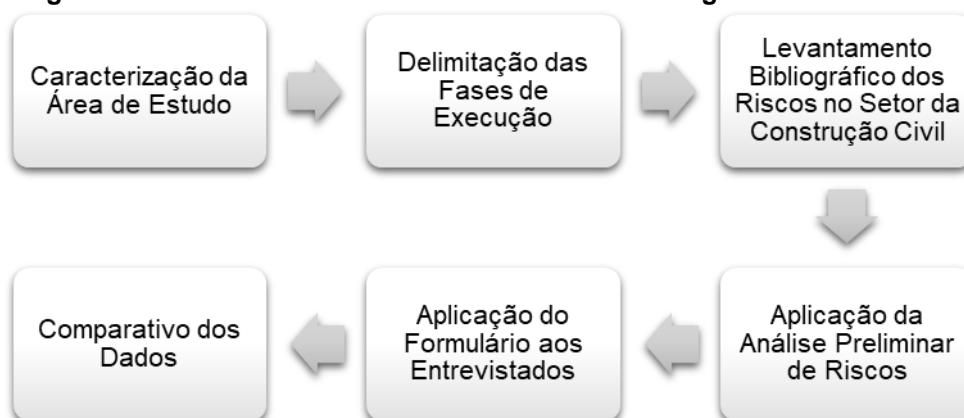 Caracterização da
Área de Estudo
Delimitação das
Fases de
Execução
Levantamento
Bibliográfico dos
Riscos no Setor da
Construção Civil
Aplicação da
Análise Preliminar
de Riscos
Aplicação do
Formulário aos
Entrevistados
Comparativo dos
Dados